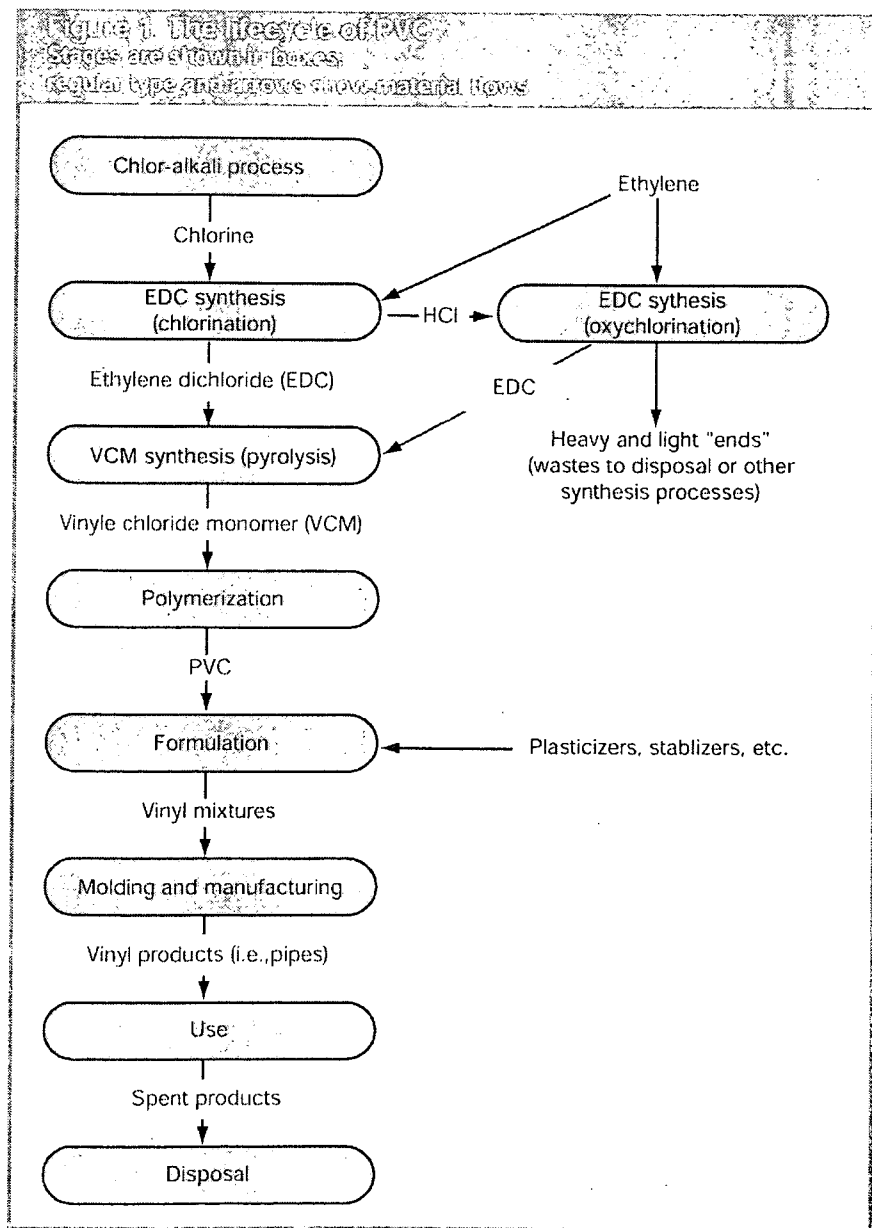 Figure 1. The lifecycle of PVC
Stages are shown in boxes;
regular type and arrows show material flows
Chlor-alkali process
Ethylene
Chlorine
EDC synthesis
(chlorination)
HCl
EDC sythesis
(oxychlorination)
Ethylene dichloride (EDC)
EDC
VCM synthesis (pyrolysis)
Heavy and light "ends"
(wastes to disposal or other
synthesis processes)
Vinyle chloride monomer (VCM)
Polymerization
PVC
Formulation
Plasticizers, stablizers, etc.
Vinyl mixtures
Molding and manufacturing
Vinyl products (i.e.,pipes)
Use
Spent products
Disposal